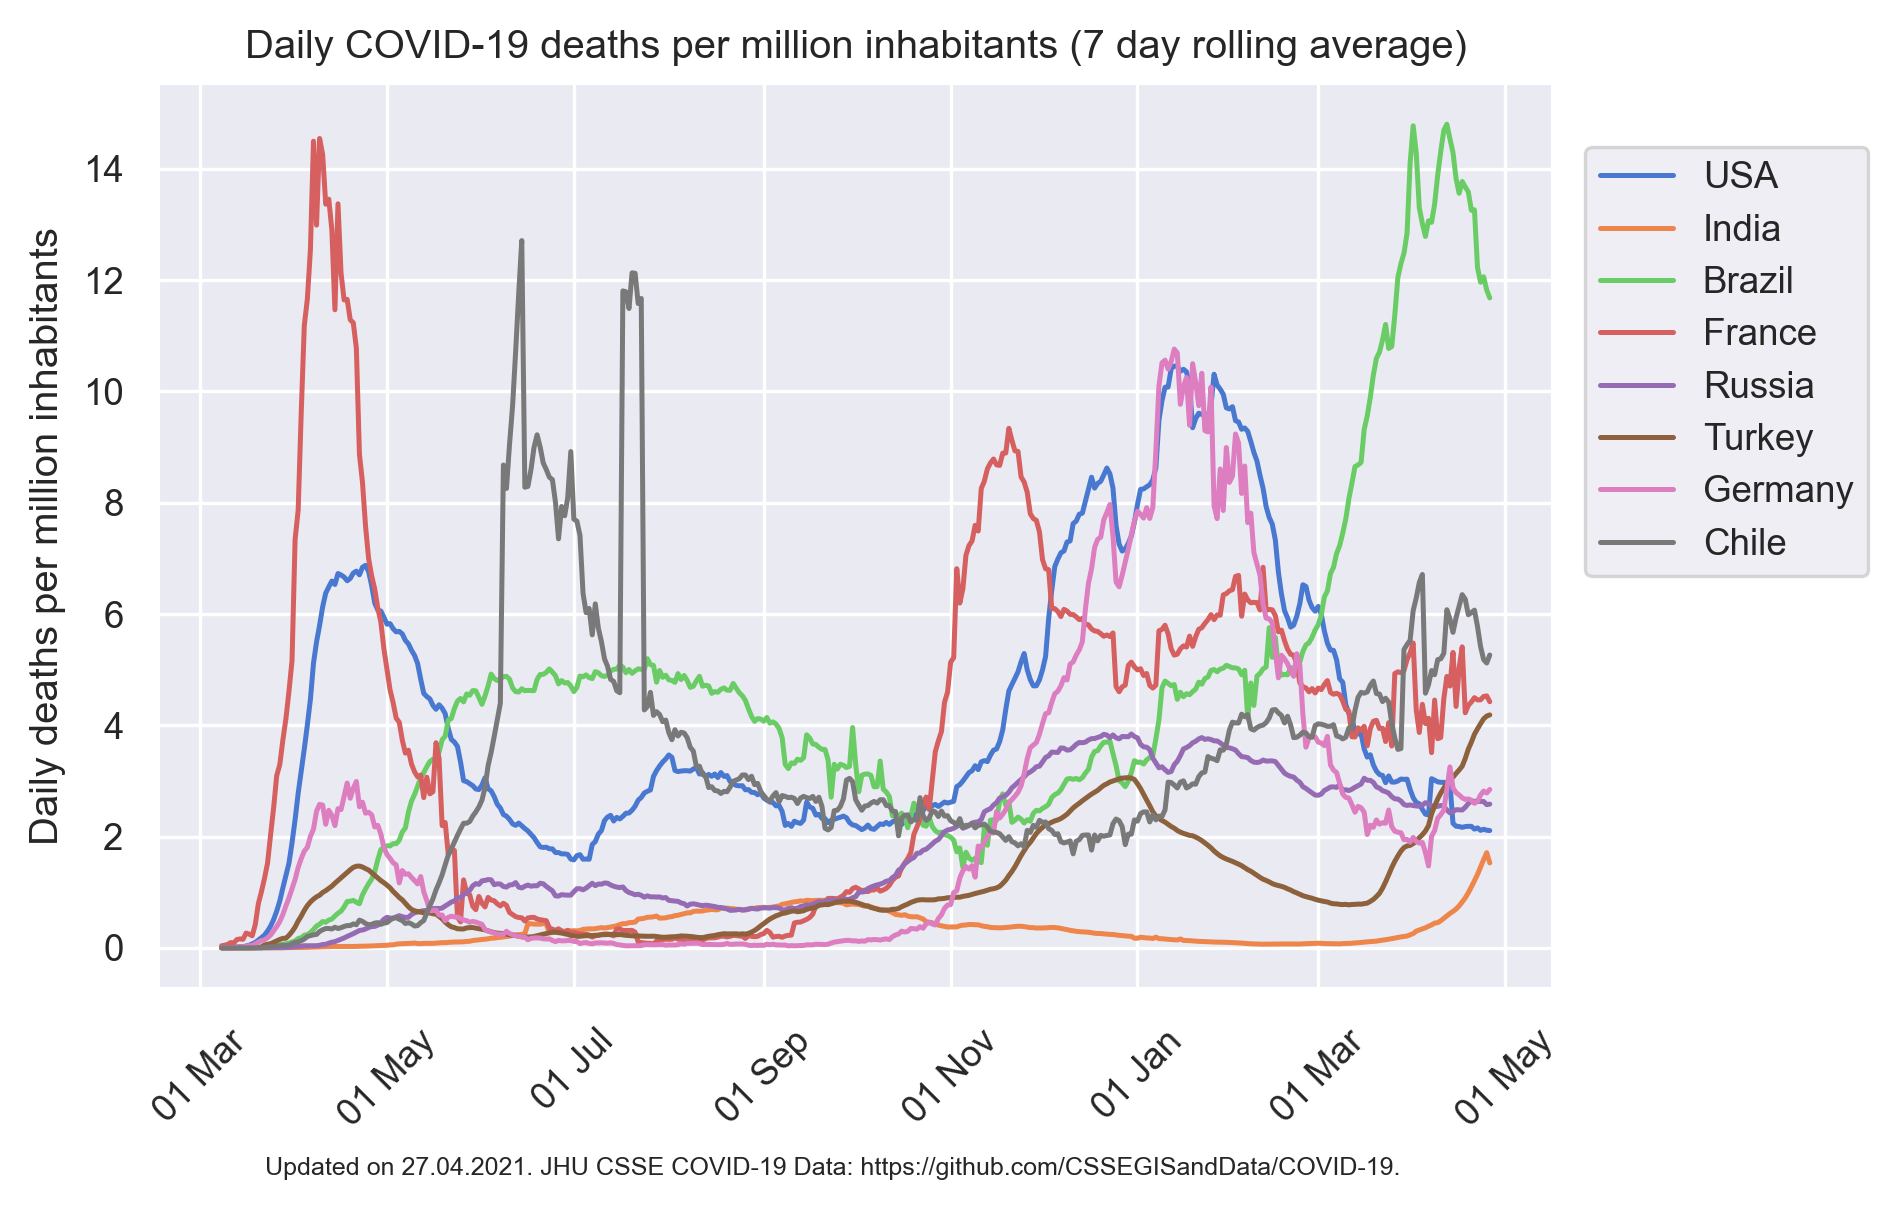 Daily COVID-19 deaths per million inhabitants (7 day rolling average)
Daily deaths per million inhabitants
14
12
10
8
6
4
2
0
01 Mar
01 May
01 Jul
01 Sep
01 Nov
01 Jan
01 Mar
01 May
USA
India
Brazil
France
Russia
Turkey
Germany
Chile
Updated on 27.04.2021. JHU CSSE COVID-19 Data: https://github.com/CSSEGISandData/COVID-19.